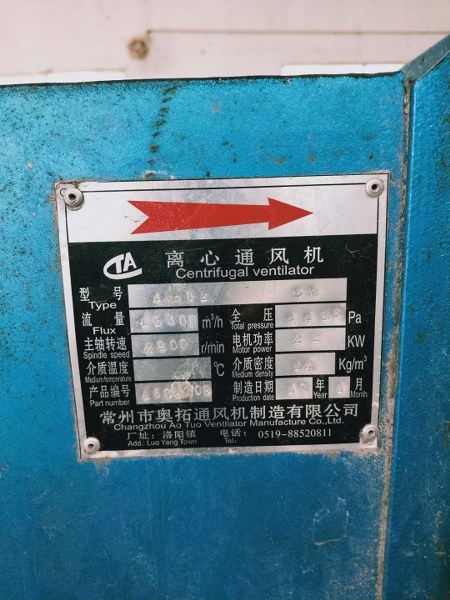 TA
离心通风机
Centrifugal ventilator
型号
Type
流量 m³/h 全压 Pa
Flux Total pressure
主轴转速 r/min 电机功率 22 KW
Spindle speed Motor power
介质温度 ℃ 介质密度 Kg/m³
Medium temperature Medium density
产品编号 制造日期 年 月
Part number Production date Year Month
常州市奥拓通风机制造有限公司
Changzhou Ao Tuo Ventilator Manufacture Co.,Ltd.
厂址：洛阳镇 电话：0519-88520811
Add: Luo Yang Town Tel: